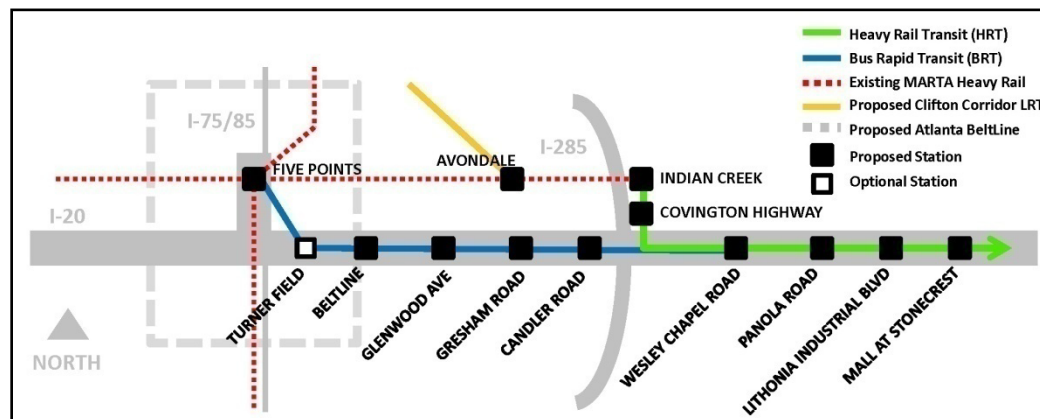 Heavy Rail Transit (HRT)
Bus Rapid Transit (BRT)
Existing MARTA Heavy Rail
Proposed Clifton Corridor LRT
Proposed Atlanta BeltLine
Proposed Station
Optional Station
I-75/85
I-285
AVONDALE
FIVE POINTS
INDIAN CREEK
COVINGTON HIGHWAY
I-20
TURNER FIELD
BELTLINE
GLENWOOD AVE
GRESHAM ROAD
CANDLER ROAD
WESLEY CHAPEL ROAD
PANOLA ROAD
LITHONIA INDUSTRIAL BLVD
MALL AT STONECREST
NORTH